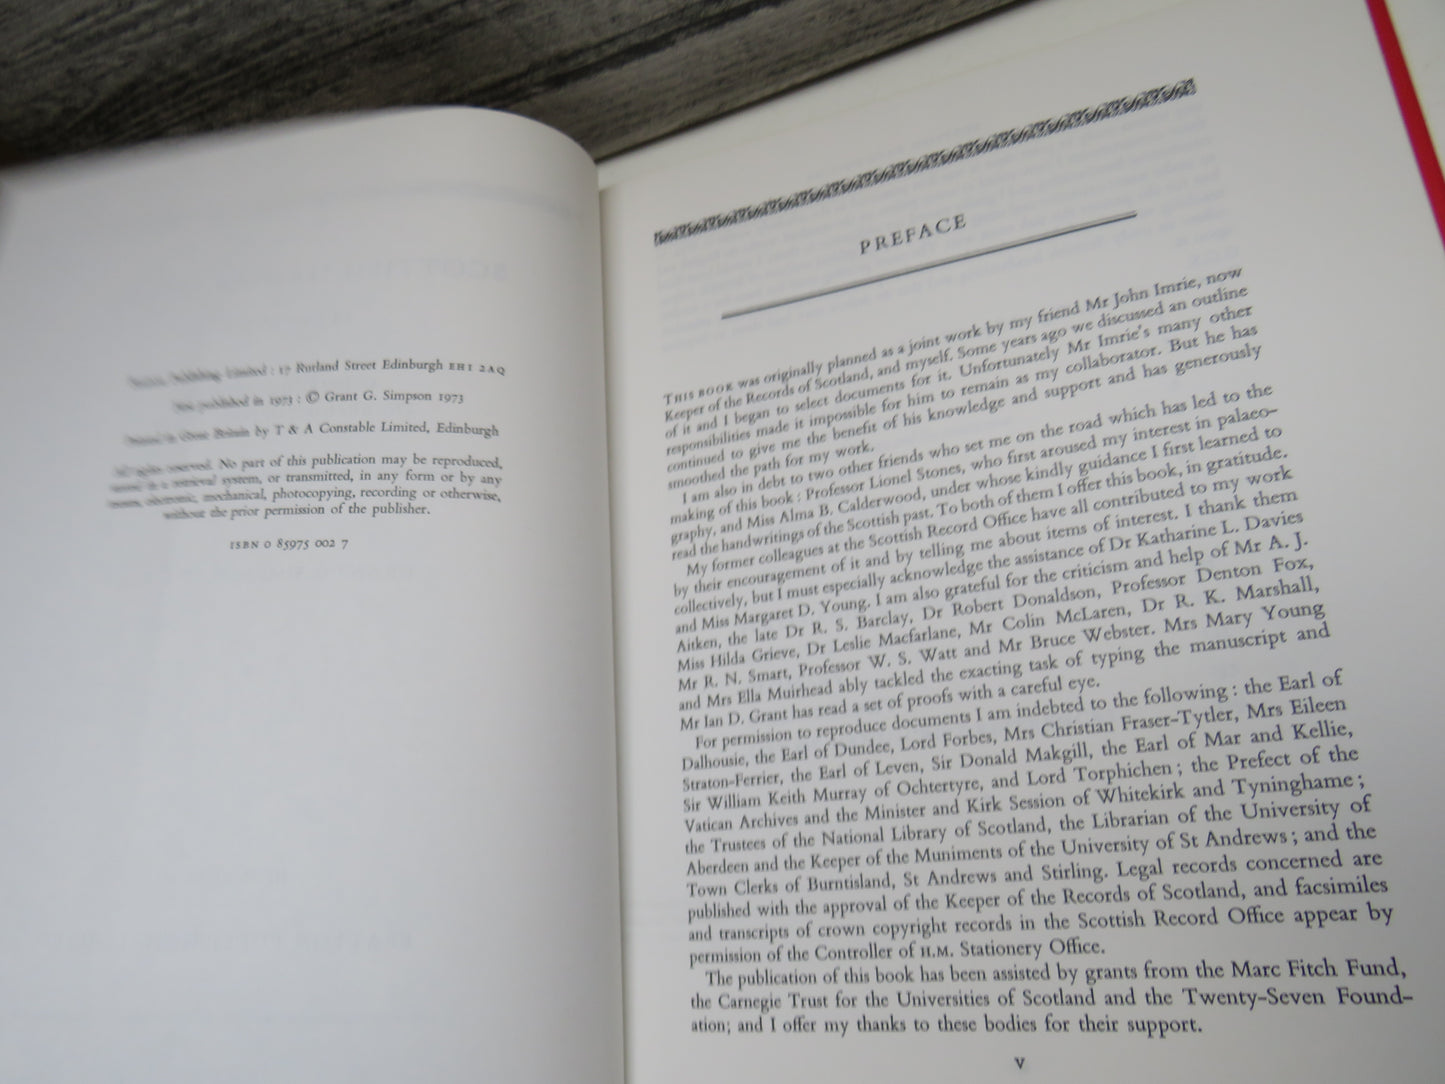 Limited : 17 Rutland Street Edinburgh EH1 2AQ
published in 1973 : © Grant G. Simpson 1973
Printed in Great Britain by T & A Constable Limited, Edinburgh
All rights reserved. No part of this publication may be reproduced,
stored in a retrieval system, or transmitted, in any form or by any
means, electronic, mechanical, photocopying, recording or otherwise,
without the prior permission of the publisher.
ISBN 0 85975 002 7
PREFACE
THIS BOOK was originally planned as a joint work by my friend Mr John Imrie, now
Keeper of the Records of Scotland, and myself. Some years ago we discussed an outline
of it and I began to select documents for it. Unfortunately Mr Imrie's many other
responsibilities made it impossible for him to remain as my collaborator. But he has
continued to give me the benefit of his knowledge and support and has generously
smoothed the path for my work.
I am also in debt to two other friends who set me on the road which has led to the
making of this book : Professor Lionel Stones, who first aroused my interest in palaeo-
graphy, and Miss Alma B. Calderwood, under whose kindly guidance I first learned to
read the handwritings of the Scottish past. To both of them I offer this book, in gratitude.
My former colleagues at the Scottish Record Office have all contributed to my work
by their encouragement of it and by telling me about items of interest. I thank them
collectively, but I must especially acknowledge the assistance of Dr Katharine L. Davies
and Miss Margaret D. Young. I am also grateful for the criticism and help of Mr A. J.
Aitken, the late Dr R. S. Barclay, Dr Robert Donaldson, Professor Denton Fox,
Miss Hilda Grieve, Dr Leslie Macfarlane, Mr Colin McLaren, Dr R. K. Marshall,
Mr R. N. Smart, Professor W. S. Watt and Mr Bruce Webster. Mrs Mary Young
and Mrs Ella Muirhead ably tackled the exacting task of typing the manuscript and
Mr Ian D. Grant has read a set of proofs with a careful eye.
For permission to reproduce documents I am indebted to the following : the Earl of
Dalhousie, the Earl of Dundee, Lord Forbes, Mrs Christian Fraser-Tytler, Mrs Eileen
Straton-Ferrier, the Earl of Leven, Sir Donald Makgill, the Earl of Mar and Kellie,
Sir William Keith Murray of Ochtertyre, and Lord Torphichen ; the Prefect of the
Vatican Archives and the Minister and Kirk Session of Whitekirk and Tyninghame ;
the Trustees of the National Library of Scotland, the Librarian of the University of
Aberdeen and the Keeper of the Muniments of the University of St Andrews ; and the
Town Clerks of Burntisland, St Andrews and Stirling. Legal records concerned are
published with the approval of the Keeper of the Records of Scotland, and facsimiles
and transcripts of crown copyright records in the Scottish Record Office appear by
permission of the Controller of H.M. Stationery Office.
The publication of this book has been assisted by grants from the Marc Fitch Fund,
the Carnegie Trust for the Universities of Scotland and the Twenty-Seven Found-
ation; and I offer my thanks to these bodies for their support.
V